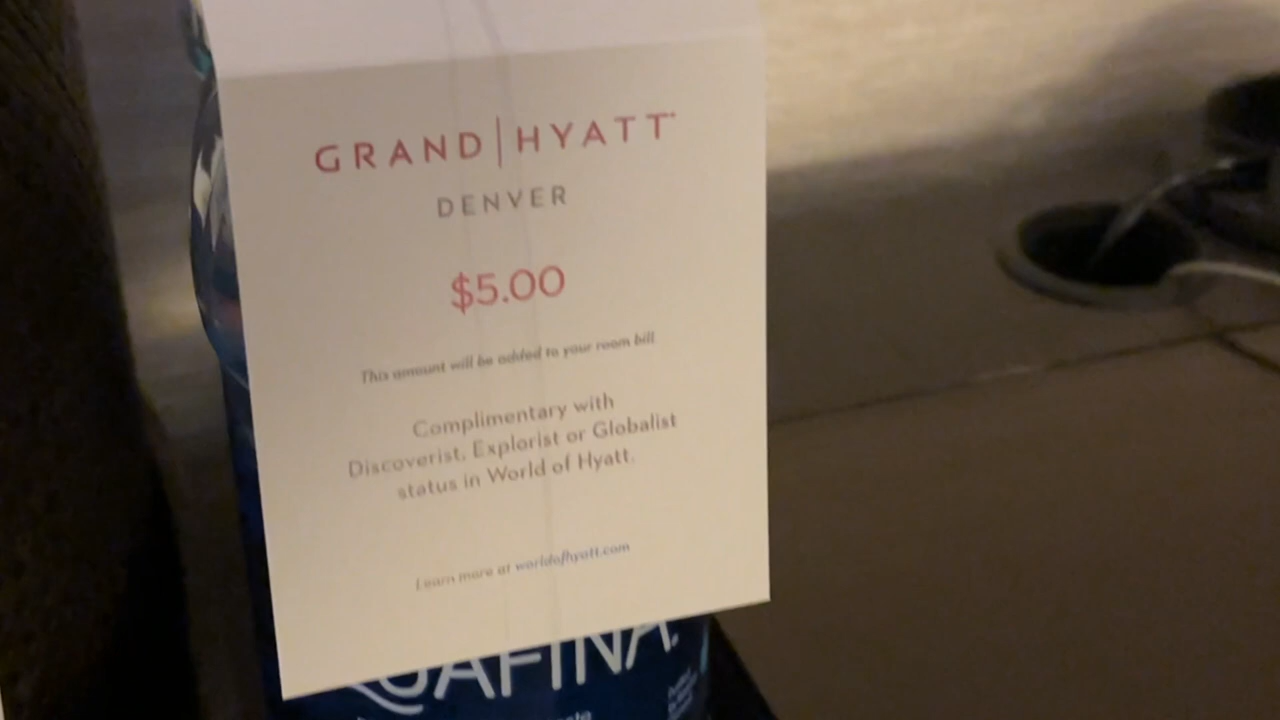 GRAND|HYATT
DENVER
$5.00
This amount will be added to your room bill.
Complimentary with
Discoverist, Explorist or Globalist
status in World of Hyatt.
Learn more at worldofhyatt.com
AFINA